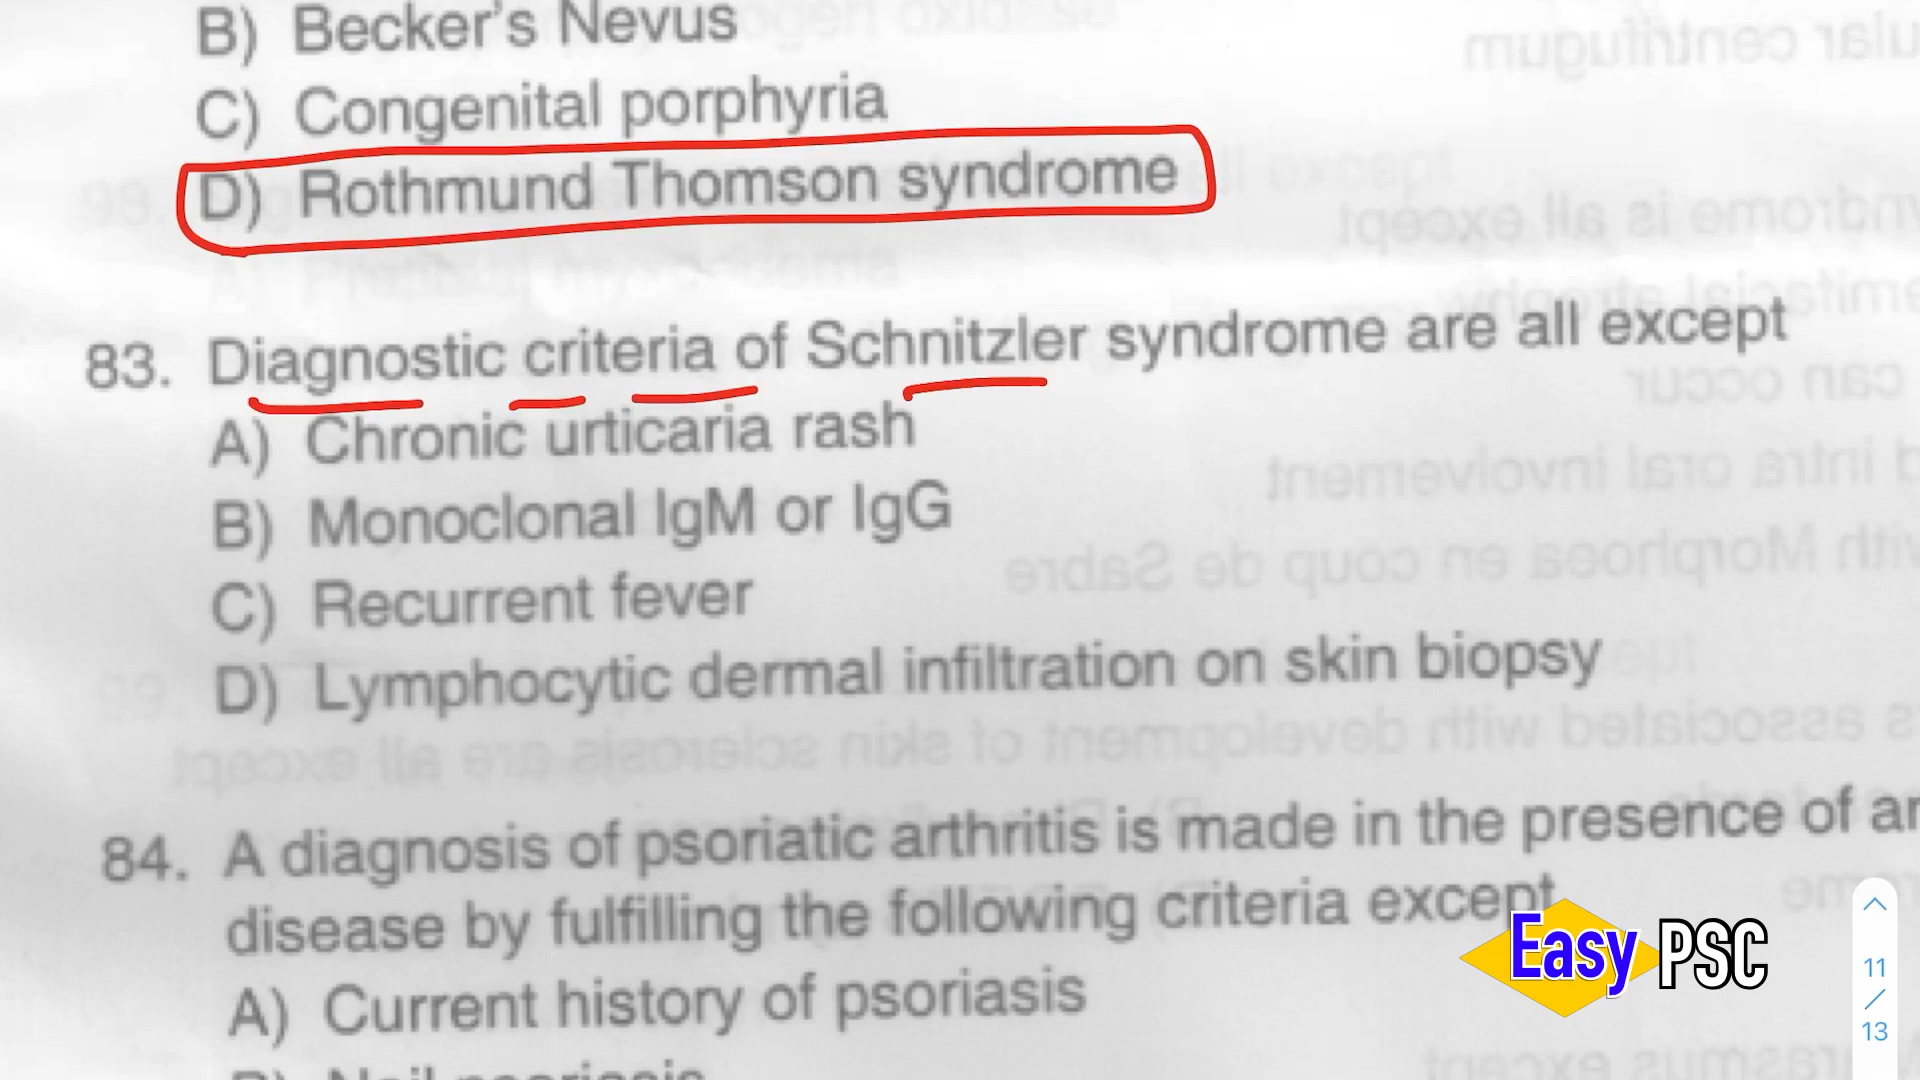 B) Becker's Nevus
C) Congenital porphyria
D) Rothmund Thomson syndrome
83. Diagnostic criteria of Schnitzler syndrome are all except
A) Chronic urticaria rash
B) Monoclonal IgM or IgG
C) Recurrent fever
D) Lymphocytic dermal infiltration on skin biopsy
84. A diagnosis of psoriatic arthritis is made in the presence of
disease by fulfilling the following criteria except
A) Current history of psoriasis
B) Nail psoriasis
Easy PSC
11
/
13